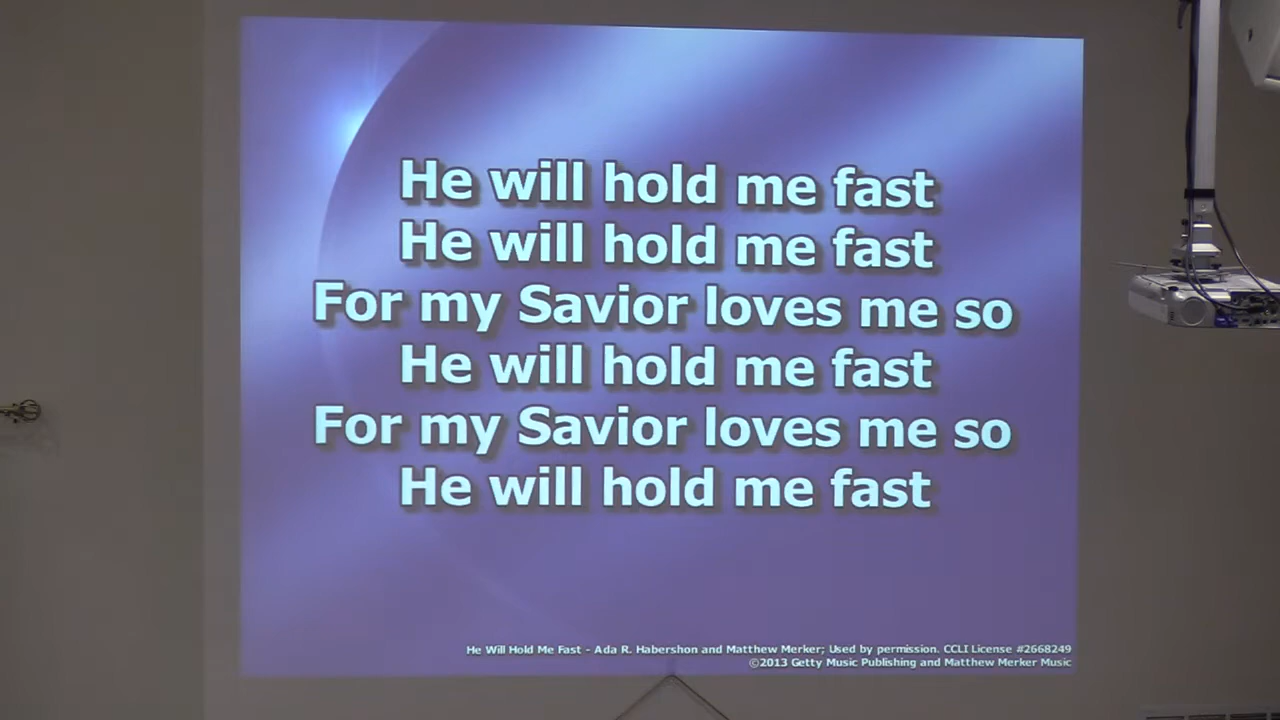 He will hold me fast
He will hold me fast
For my Savior loves me so
He will hold me fast
For my Savior loves me so
He will hold me fast
He Will Hold Me Fast - Ada R. Habershon and Matthew Merker; Used by permission. CCLI License #2668249
©2013 Getty Music Publishing and Matthew Merker Music